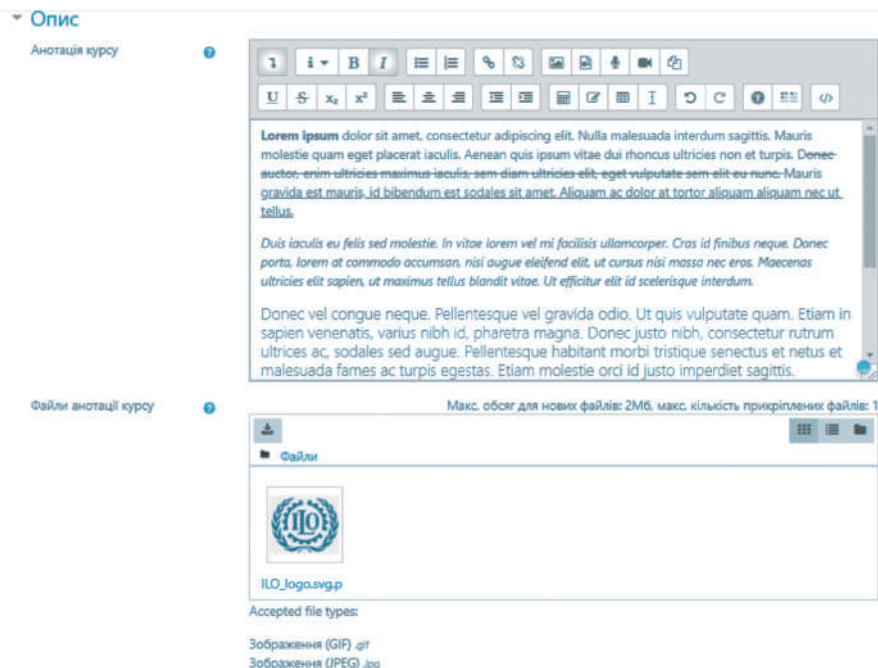 Опис
Анотація курсу
Lorem ipsum dolor sit amet, consectetur adipiscing elit. Nulla malesuada interdum sagittis. Mauris
molestie quam eget placerat iaculis. Aenean quis ipsum vitae dui rhoncus ultricies non et turpis. Donec
auctor, enim ultricies maximus iaculis, sem diam ultricies elit, eget vulputate sem elit eu nunc. Mauris
gravida est mauris, id bibendum est sodales sit amet. Aliquam ac dolor at tortor aliquam aliquam nec ut
tellus.
Duis iaculis eu felis sed molestie. In vitae lorem vel mi facilisis ullamcorper. Cras id finibus neque. Donec
porta, lorem at commodo accumsan, nisi augue eleifend elit, ut cursus nisi massa nec eros. Maecenas
ultricies elit sapien, ut maximus tellus blandit vitae. Ut efficitur elit id scelerisque interdum.
Donec vel congue neque. Pellentesque vel gravida odio. Ut quis vulputate quam. Etiam in
sapien venenatis, varius nibh id, pharetra magna. Donec justo nibh, consectetur rutrum
ultrices ac, sodales sed augue. Pellentesque habitant morbi tristique senectus et netus et
malesuada fames ac turpis egestas. Etiam molestie orci id justo imperdiet sagittis.
Файли анотації курсу
Макс. обсяг для нових файлів: 2Мб, макс. кількість прикріплених файлів: 1
Файли
ILO
ILO_logo.svg.p
Accepted file types:
Зображення (GIF) .gif
Зображення (JPEG) .jpg